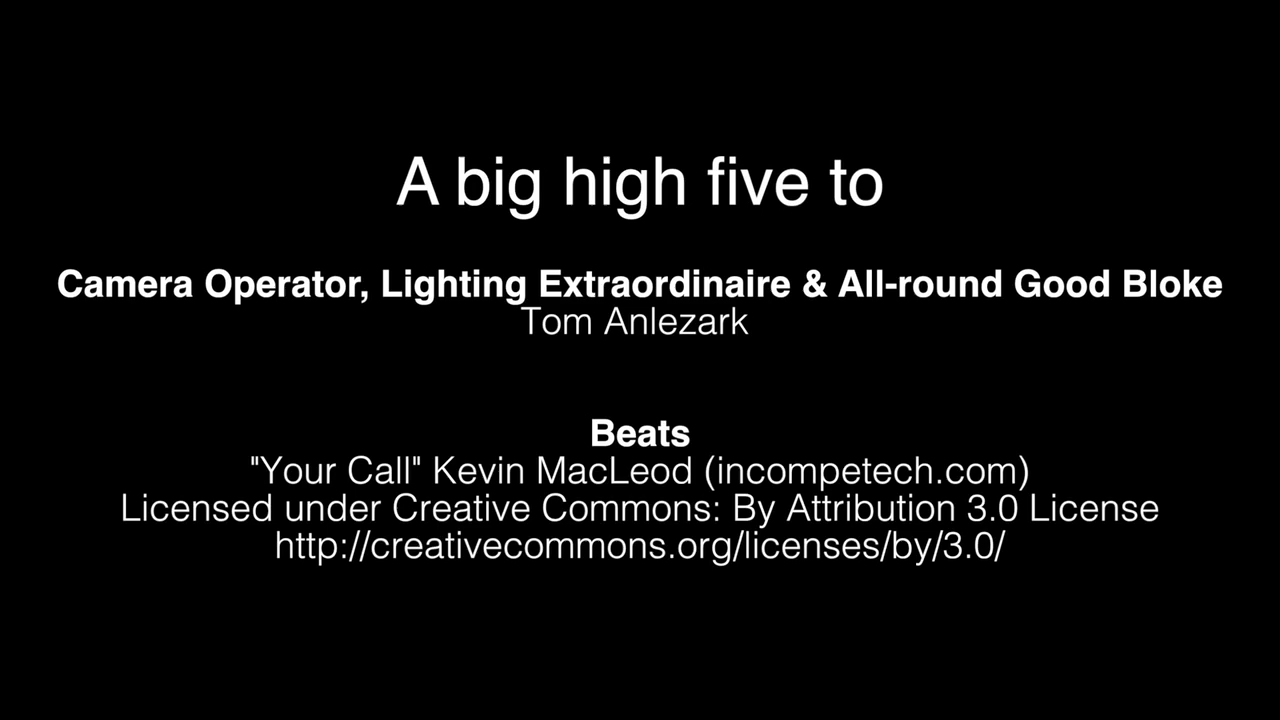 A big high five to
Camera Operator, Lighting Extraordinaire & All-round Good Bloke
Tom Anlezark
Beats
"Your Call" Kevin MacLeod (incompetech.com)
Licensed under Creative Commons: By Attribution 3.0 License
http://creativecommons.org/licenses/by/3.0/